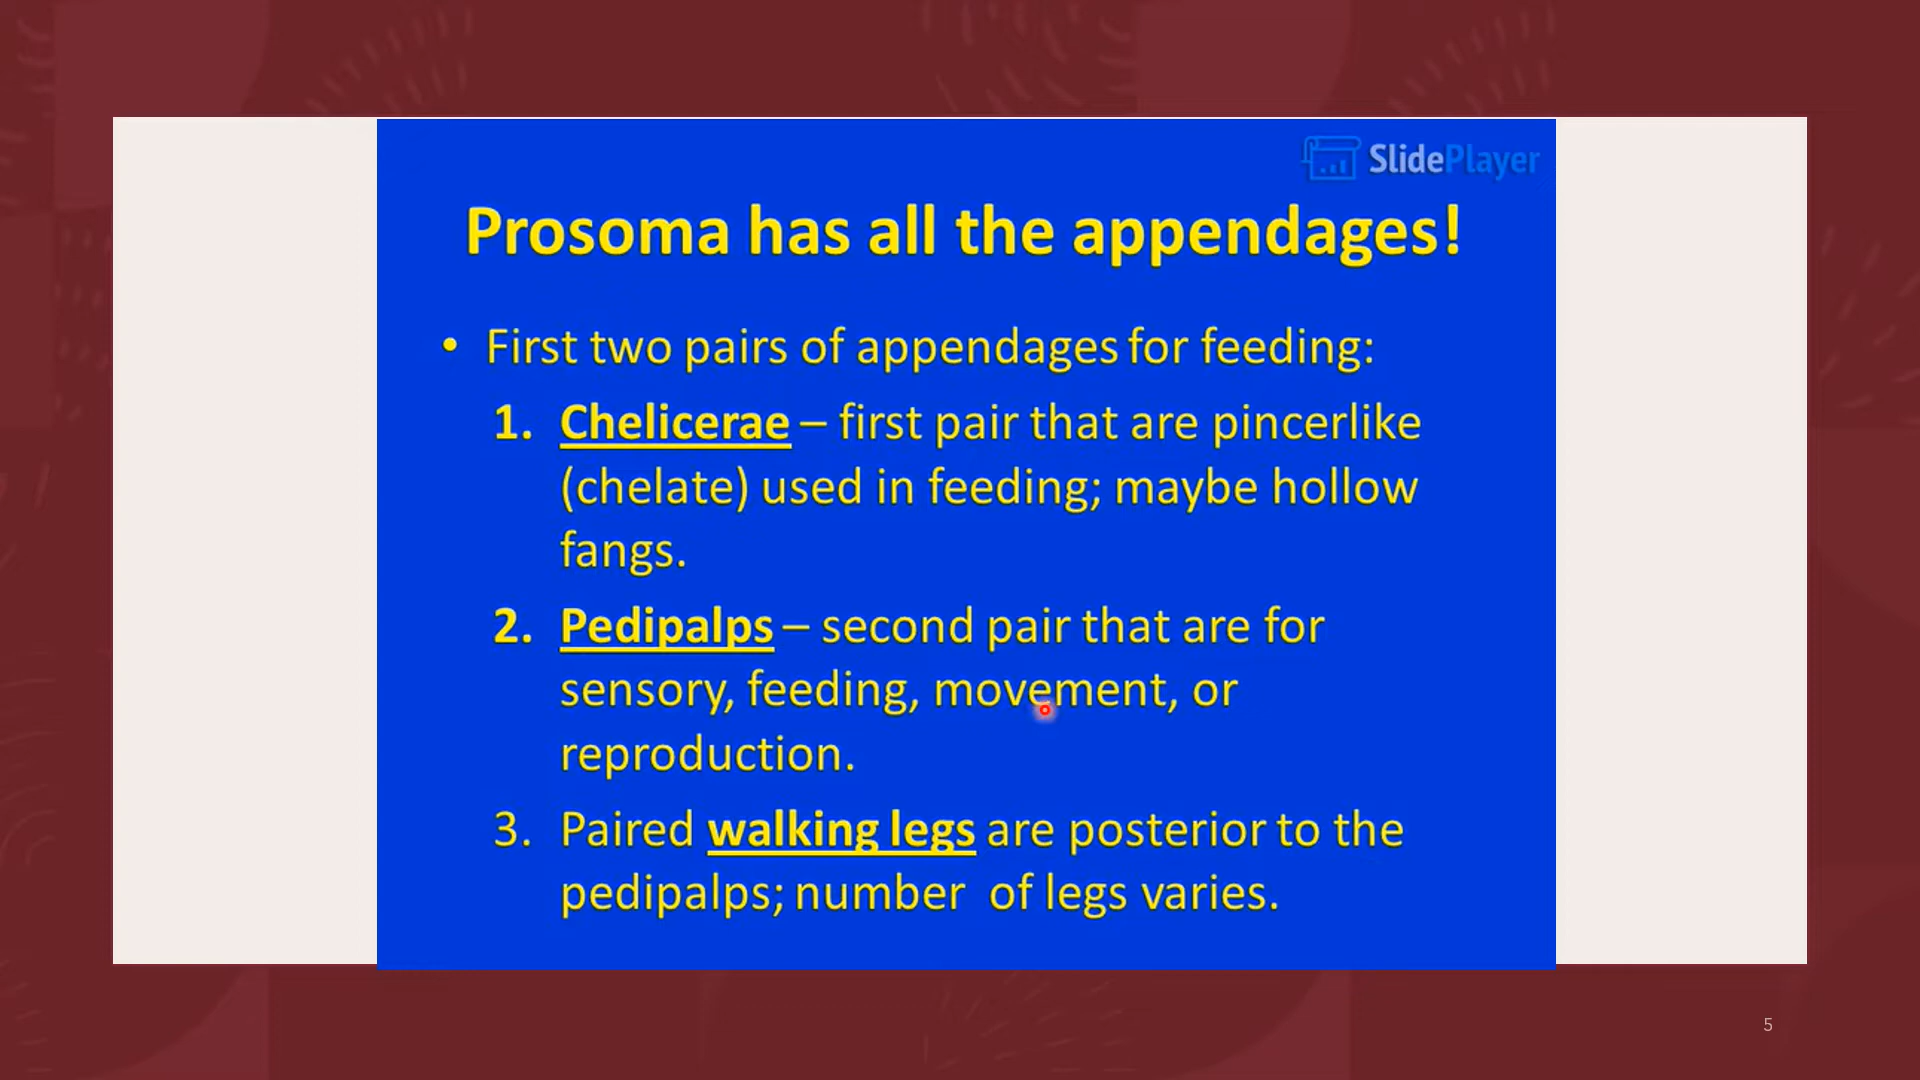 SlidePlayer
Prosoma has all the appendages!
• First two pairs of appendages for feeding:
1. Chelicerae – first pair that are pincerlike
(chelate) used in feeding; maybe hollow
fangs.
2. Pedipalps – second pair that are for
sensory, feeding, movement, or
reproduction.
3. Paired walking legs are posterior to the
pedipalps; number of legs varies.
5